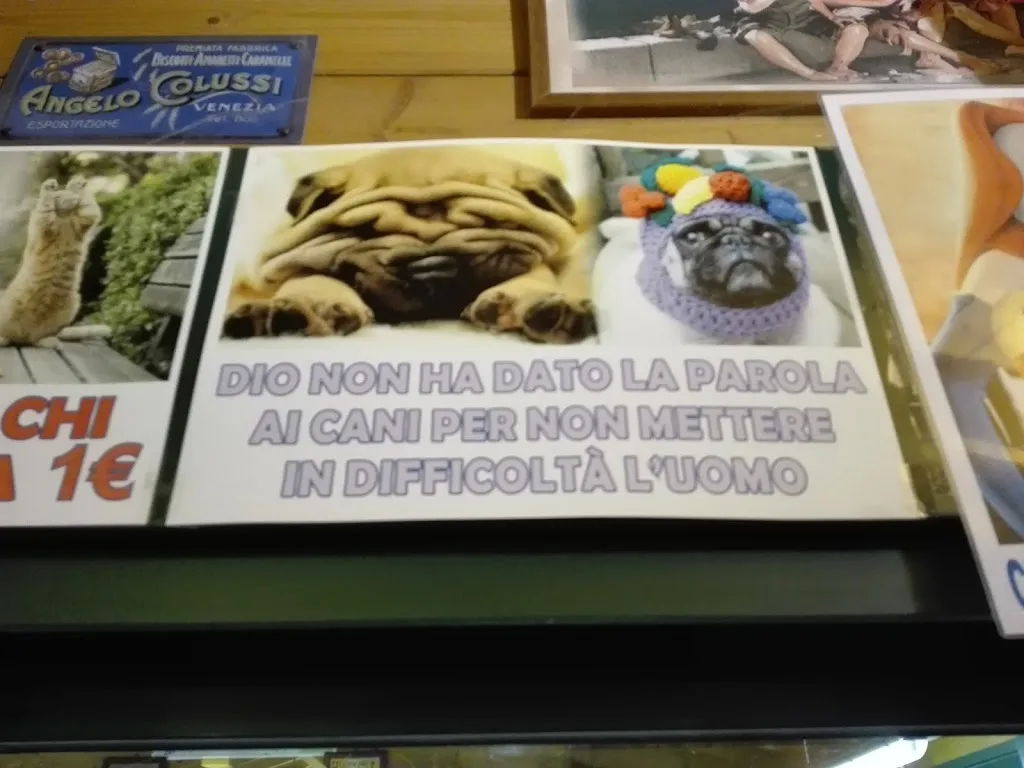 PREMIATA FABBRICA
BISCOTTI AMARETTI CARAMELLE
ANGELO COLUSSI
VENEZIA
ESPORTAZIONE
DIO NON HA DATO LA PAROLA
AI CANI PER NON METTERE
IN DIFFICOLTÀ L'UOMO
CHI
A 1€